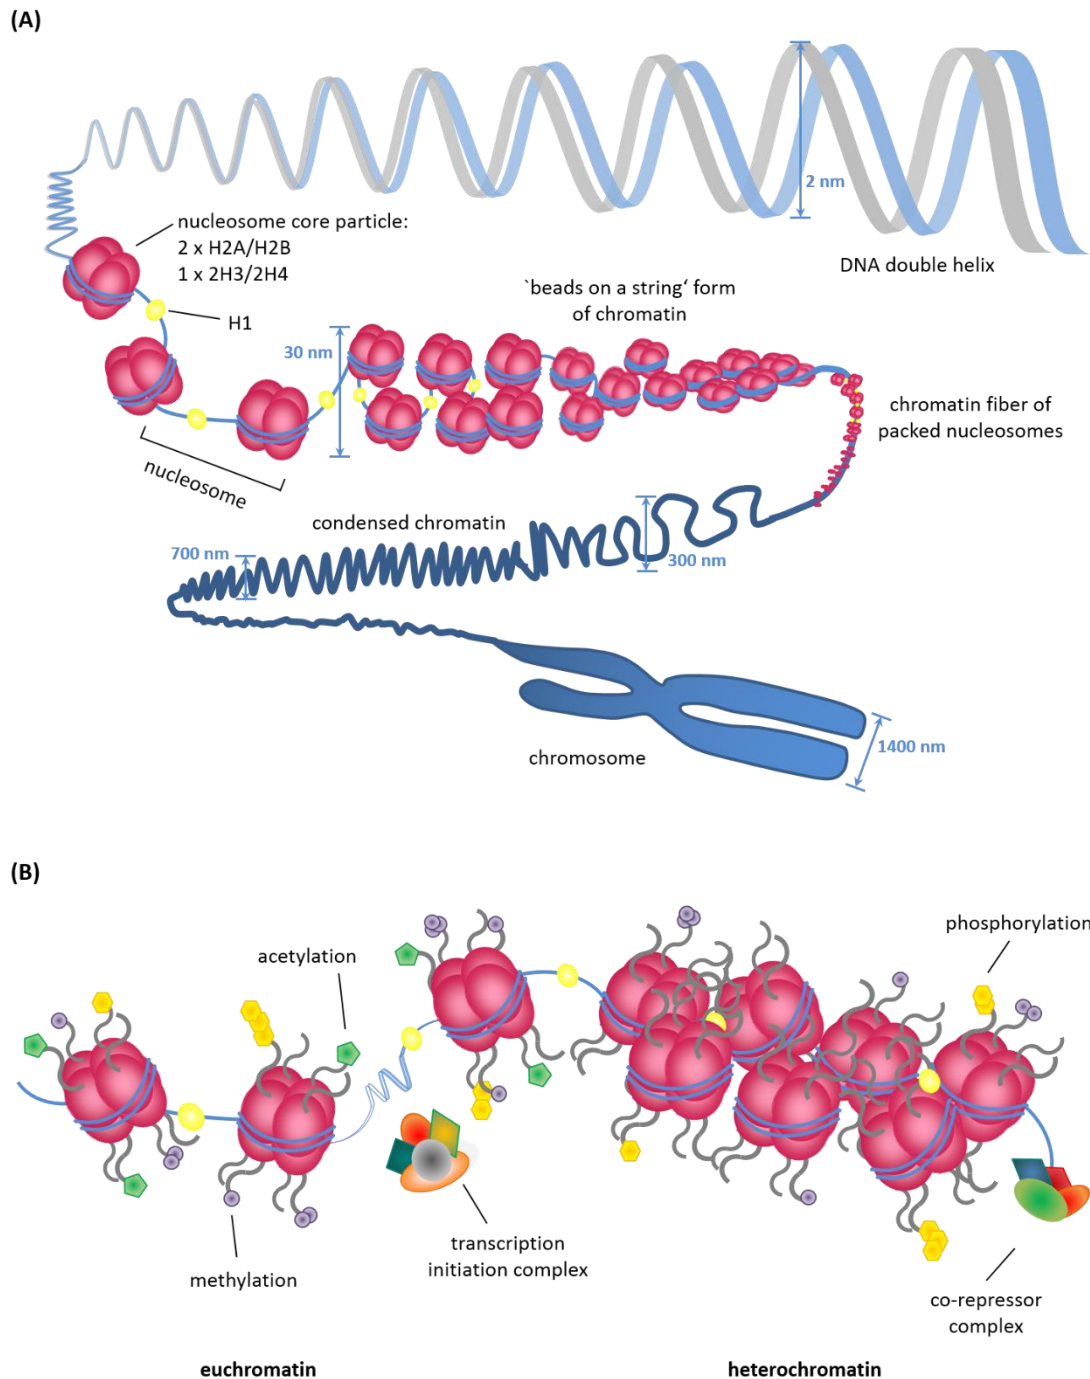 (A)
2 nm
DNA double helix
nucleosome core particle:
2 x H2A/H2B
1 x 2H3/2H4
H1
`beads on a string‘ form
of chromatin
30 nm
chromatin fiber of
packed nucleosomes
nucleosome
condensed chromatin
700 nm
300 nm
chromosome
1400 nm
(B)
phosphorylation
acetylation
transcription
initiation complex
methylation
co-repressor
complex
euchromatin
heterochromatin